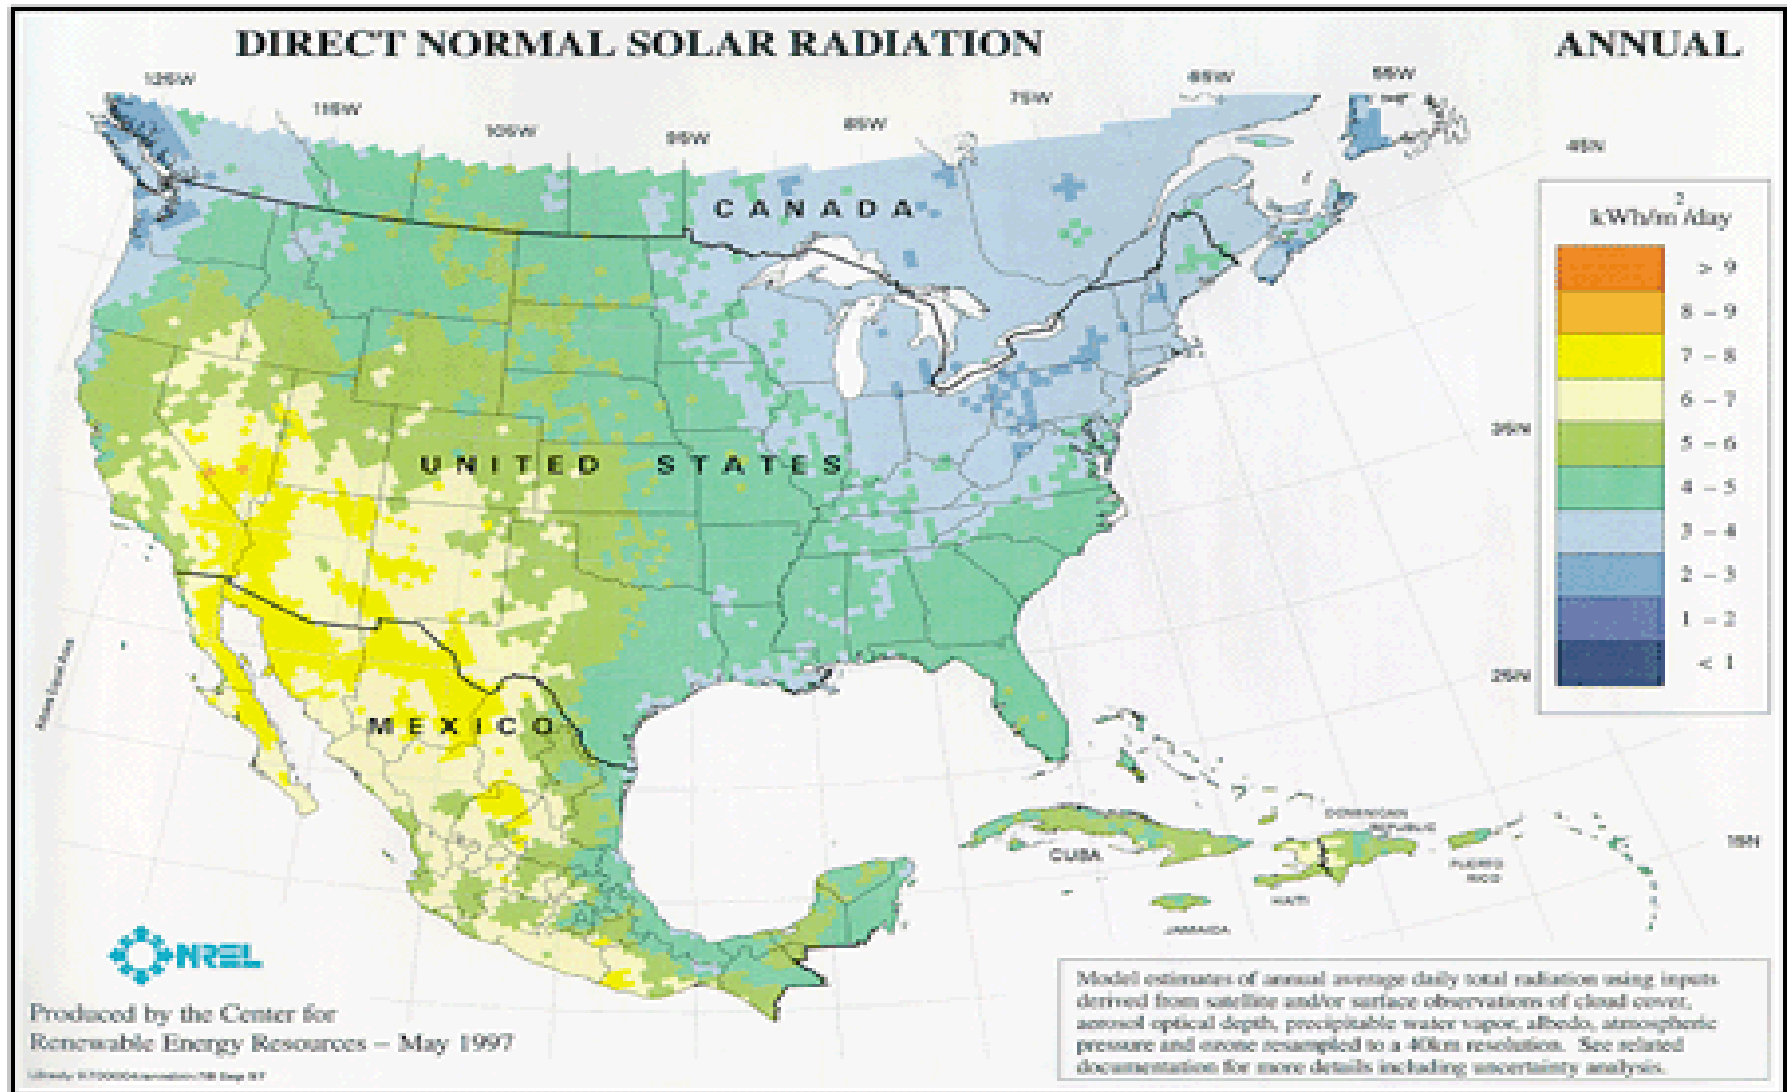 DIRECT NORMAL SOLAR RADIATION
ANNUAL
125W
115W
105W
95W
85W
75W
65W
55W
45N
CANADA
2
kWh/m /day
> 9
8 - 9
7 - 8
6 - 7
5 - 6
4 - 5
3 - 4
2 - 3
1 - 2
< 1
35N
UNITED STATES
25N
MEXICO
DOMINICAN
REPUBLIC
CUBA
15N
PUERTO
RICO
HAITI
JAMAICA
NREL
Produced by the Center for
Renewable Energy Resources - May 1997
Model estimates of annual average daily total radiation using inputs
derived from satellite and/or surface observations of cloud cover,
aerosol optical depth, precipitable water vapor, albedo, atmospheric
pressure and ozone resampled to a 40km resolution. See related
documentation for more details including uncertainty analysis.